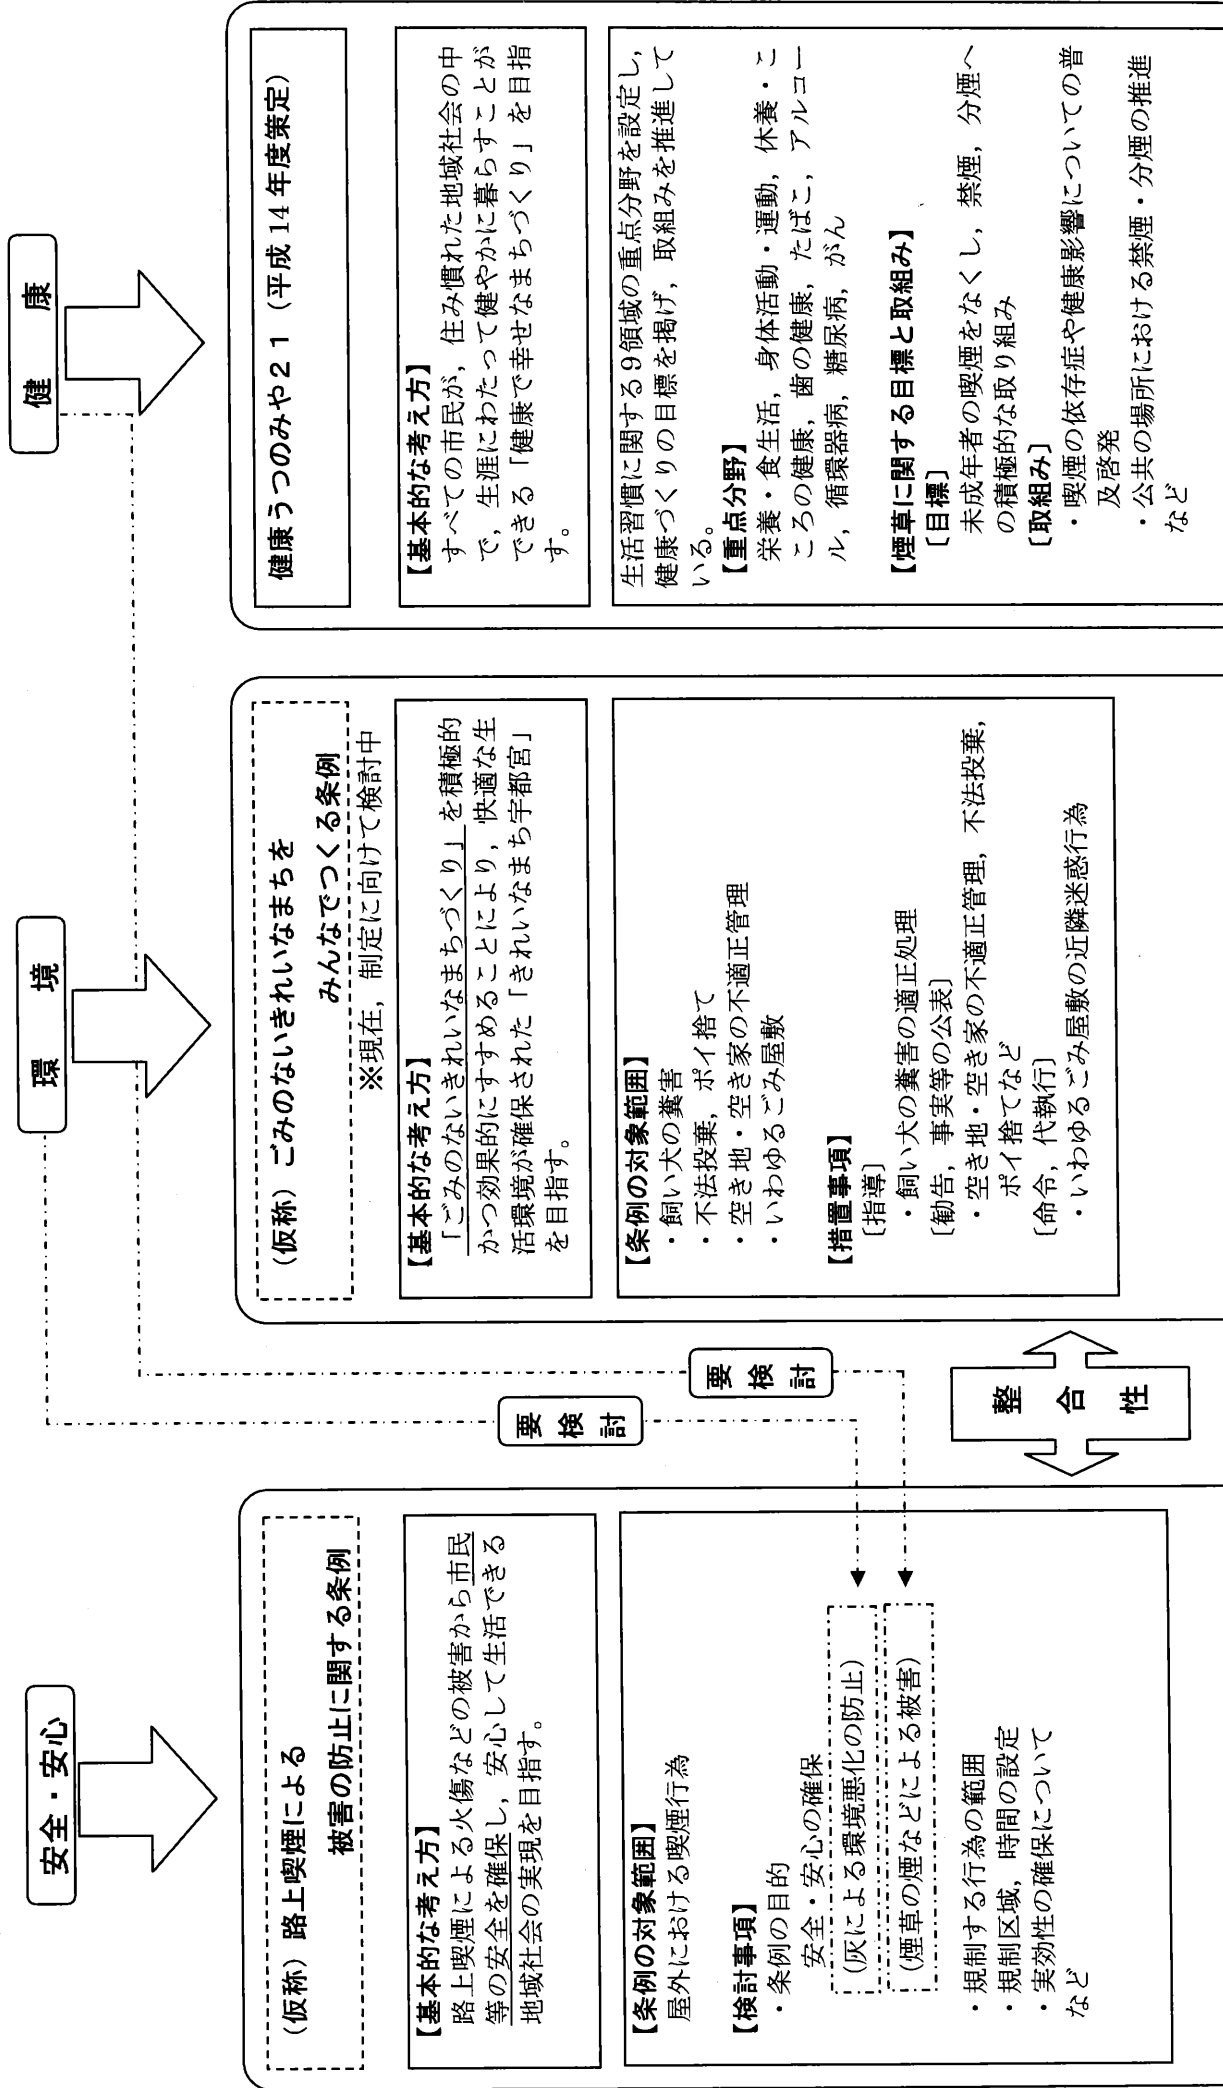 安全・安心
（仮称）路上喫煙による
被害の防止に関する条例
【基本的な考え方】
路上喫煙による火傷などの被害から市民
等の安全を確保し，安心して生活できる
地域社会の実現を目指す。
【条例の対象範囲】
屋外における喫煙行為
【検討事項】
・条例の目的
安全・安心の確保
（灰による環境悪化の防止）
（煙草の煙などによる被害）
・規制する行為の範囲
・規制区域，時間の設定
・実効性の確保について
など
要検討
要検討
整合性
環境
（仮称）ごみのないきれいなまちを
みんなでつくる条例
※現在，制定に向けて検討中
【基本的な考え方】
「ごみのないきれいなまちづくり」を積極的
かつ効果的にすすめることにより，快適な生
活環境が確保された「きれいなまち宇都宮」
を目指す。
【条例の対象範囲】
・飼い犬の糞害
・不法投棄，ポイ捨て
・空き地・空き家の不適正管理
・いわゆるごみ屋敷
【措置事項】
［指導］
・飼い犬の糞害の適正処理
［勧告，事実等の公表］
・空き地・空き家の不適正管理，不法投棄，
ポイ捨てなど
［命令，代執行］
・いわゆるごみ屋敷の近隣迷惑行為
健康
健康うつのみや２１（平成14年度策定）
【基本的な考え方】
すべての市民が，住み慣れた地域社会の中
で，生涯にわたって健やかに暮らすことが
できる「健康で幸せなまちづくり」を目指
す。
生活習慣に関する9領域の重点分野を設定し，
健康づくりの目標を掲げ，取組みを推進して
いる。
【重点分野】
栄養・食生活，身体活動・運動，休養・こ
ころの健康，歯の健康，たばこ，アルコー
ル，循環器病，糖尿病，がん
【煙草に関する目標と取組み】
［目標］
未成年者の喫煙をなくし，禁煙，分煙へ
の積極的な取り組み
［取組み］
・喫煙の依存症や健康影響についての普
及啓発
・公共の場所における禁煙・分煙の推進
など